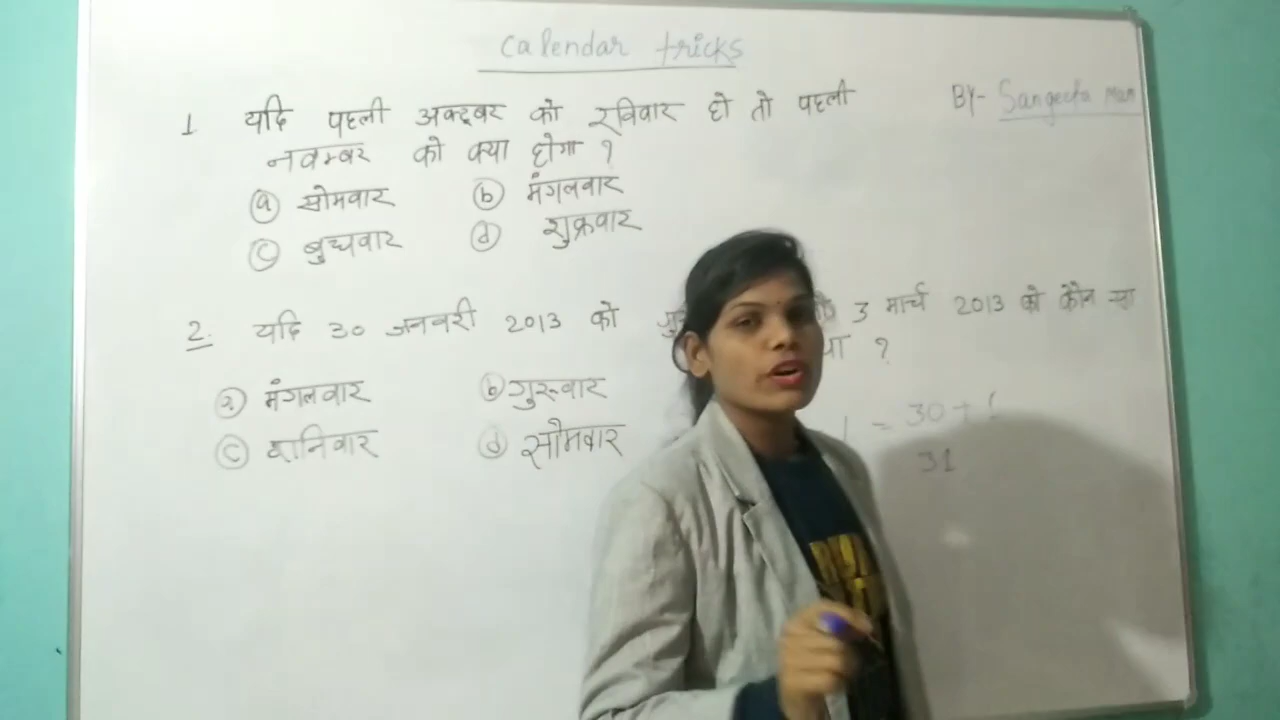 Calendar tricks
BY- Sangeeta Mam
1 यदि पहली अक्टूबर को रविवार हो तो पहली
नवम्बर को क्या होगा ?
(a) सोमवार (b) मंगलवार
(c) बुधवार (d) शुक्रवार
2. यदि 30 जनवरी 2013 को 3 मार्च 2013 को कौन सा
?
(a) मंगलवार (b) गुरुवार
(c) शनिवार (d) सोमवार
= 30 + 1
31